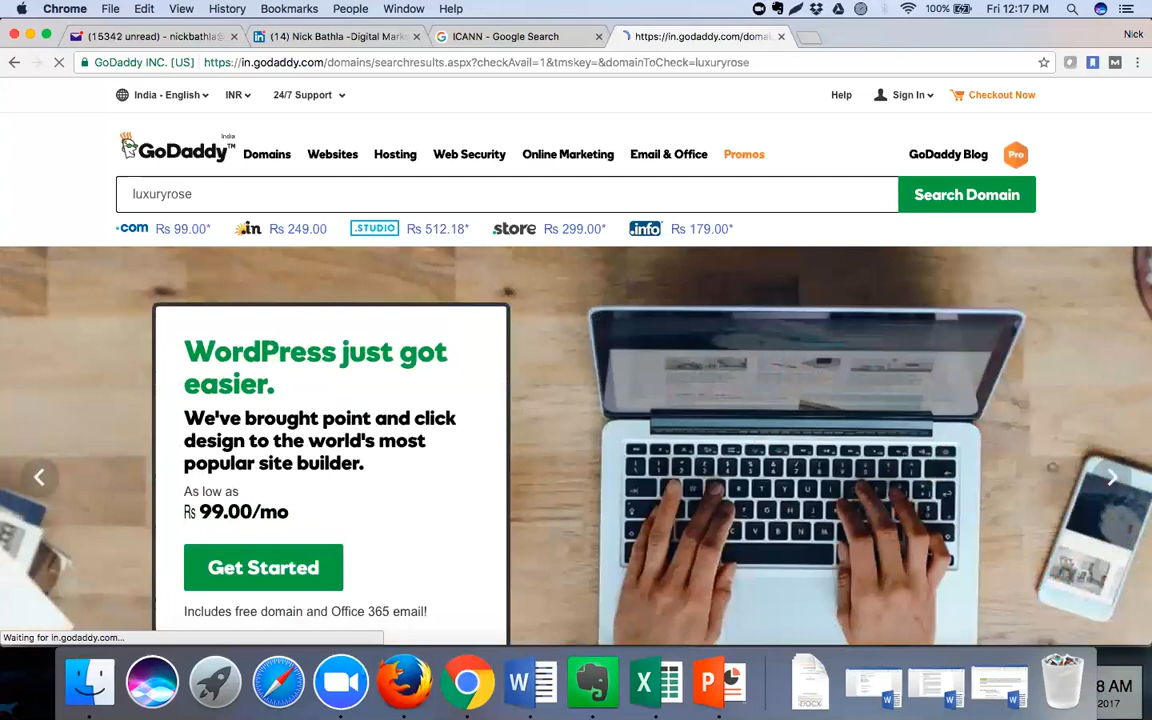 Chrome File Edit View History Bookmarks People Window Help 100% Fri 12:17 PM
(15342 unread) - nickbathla@ (14) Nick Bathla -Digital Mark ICANN - Google Search https://in.godaddy.com/domai Nick
GoDaddy INC. [US] https://in.godaddy.com/domains/searchresults.aspx?checkAvail=1&tmskey=&domainToCheck=luxuryrose
India - English INR 24/7 Support Help Sign In Checkout Now
India
GoDaddy™ Domains Websites Hosting Web Security Online Marketing Email & Office Promos GoDaddy Blog Pro
luxuryrose Search Domain
.com Rs 99.00* .in Rs 249.00 .STUDIO Rs 512.18* .store Rs 299.00* .info Rs 179.00*
WordPress just got
easier.
We've brought point and click
design to the world's most
popular site builder.
As low as
Rs 99.00/mo
Get Started
Includes free domain and Office 365 email!
Waiting for in.godaddy.com...
W X P DOCX W W W
8 AM
2017